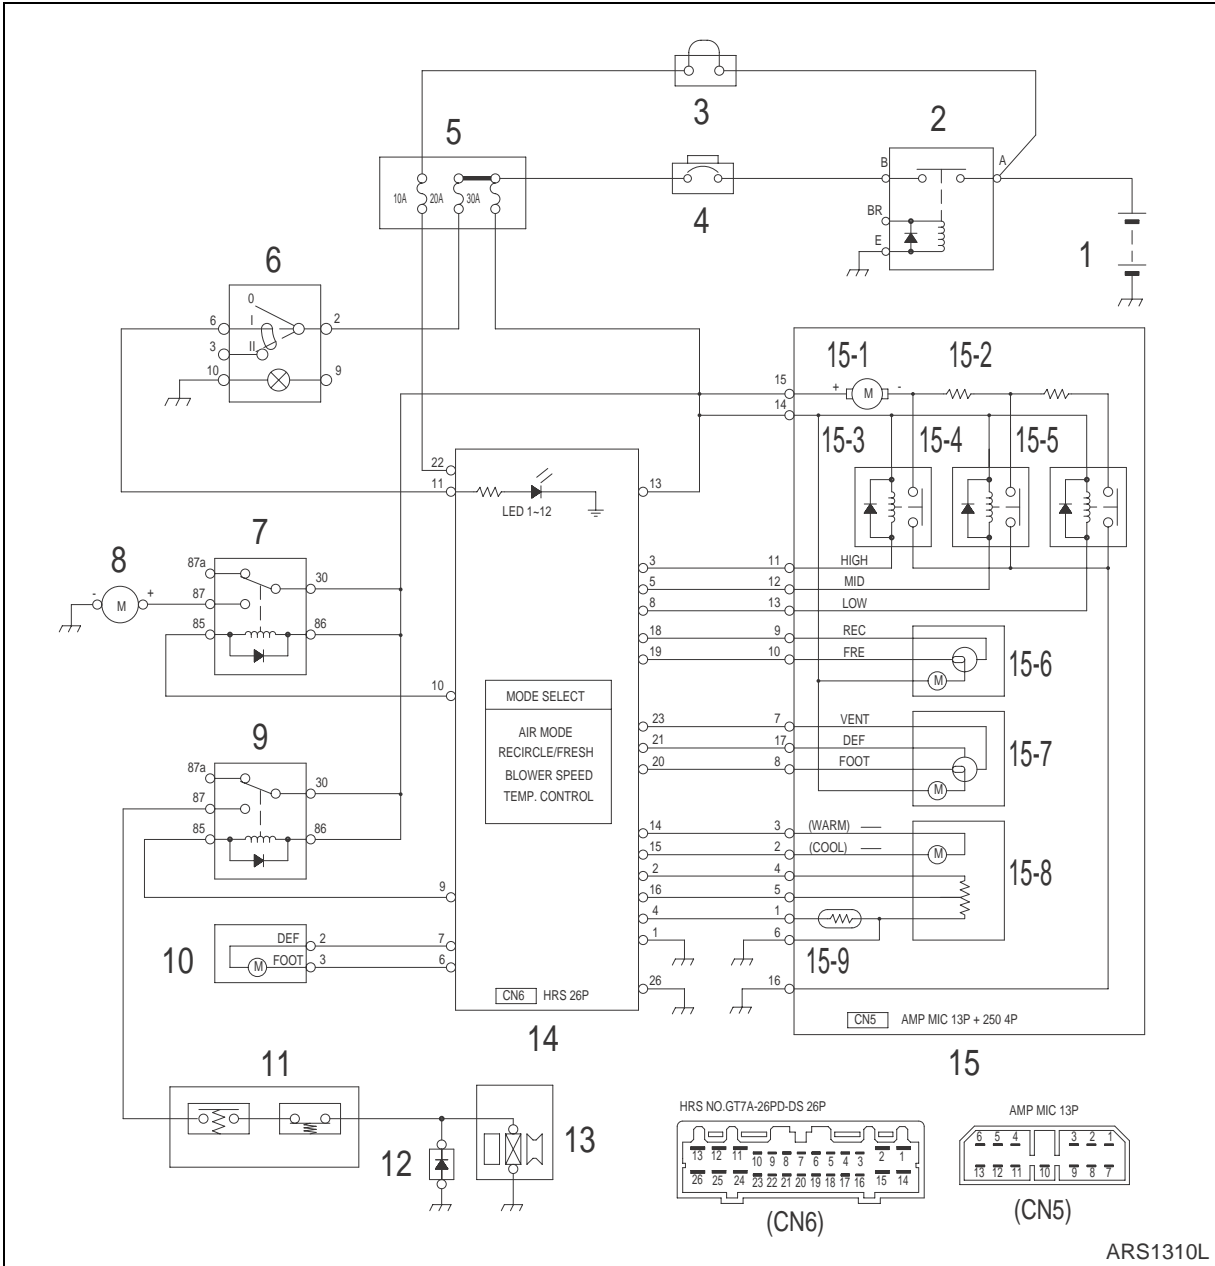 3
2
5
B
A
10A
20A
30A
4
BR
E
1
6
0
6
I
2
3
II
10
9
15-1
15-2
15
+
M
-
14
15-3
15-4
15-5
22
11
13
LED 1~12
7
8
87a
30
3
11
HIGH
-
M
+
87
5
12
MID
85
86
8
13
LOW
18
9
REC
19
10
FRE
15-6
M
10
MODE SELECT
AIR MODE
RECIRCLE/FRESH
BLOWER SPEED
TEMP. CONTROL
23
7
VENT
21
17
DEF
15-7
20
8
FOOT
M
9
87a
30
87
85
86
14
3
(WARM)
15
2
(COOL)
M
2
4
15-8
16
5
9
4
1
1
6
15-9
10
DEF
2
7
M
FOOT
3
6
26
16
CN6
HRS 26P
CN5
AMP MIC 13P + 250 4P
14
15
11
12
13
HRS NO.GT7A-26PD-DS 26P
13 12 11 10 9 8 7 6 5 4 3 2 1
26 25 24 23 22 21 20 19 18 17 16 15 14
(CN6)
AMP MIC 13P
6 5 4 3 2 1
13 12 11 10 9 8 7
(CN5)
ARS1310L